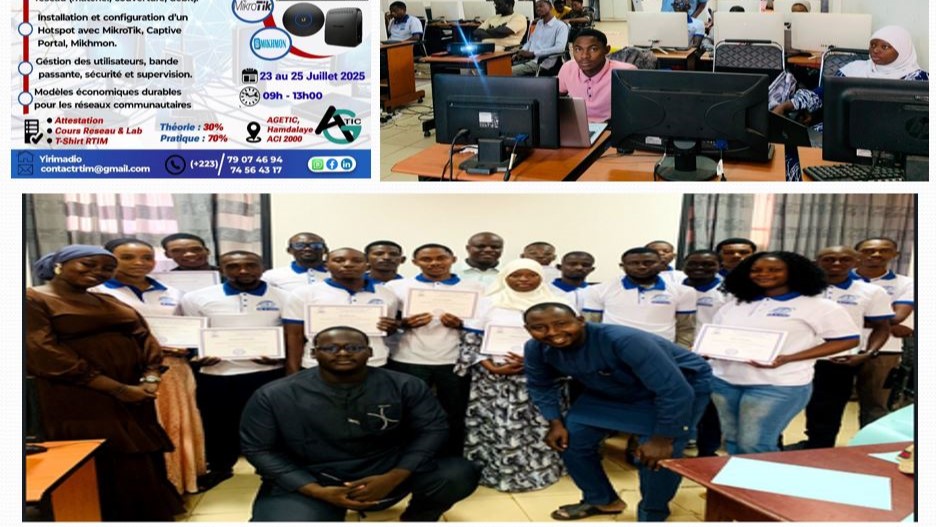 Installation et configuration d'un
Hotspot avec MikroTik, Captive
Portal, Mikhmon.
Gestion des utilisateurs, bande
passante, sécurité et supervision.
Modèles économiques durables
pour les réseaux communautaires
MikroTik
MIKHMON
23 au 25 Juillet 2025
09h - 13h00
• Attestation
• Cours Reseau & Lab
• T-Shirt RTIM
Théorie : 30%
Pratique : 70%
AGETIC,
Hamdalaye
ACI 2000
TIC
Yirimadio
contactrtim@gmail.com
(+223)/ 79 07 46 94
74 56 43 17